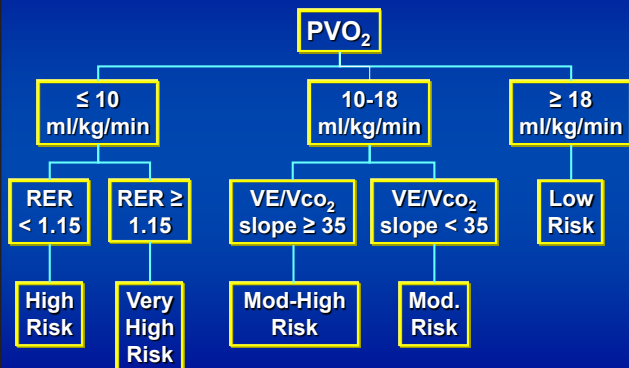 PVO₂
≤ 10
ml/kg/min
10-18
ml/kg/min
≥ 18
ml/kg/min
RER
< 1.15
RER ≥
1.15
VE/Vco₂
slope ≥ 35
VE/Vco₂
slope < 35
Low
Risk
High
Risk
Very
High
Risk
Mod-High
Risk
Mod.
Risk